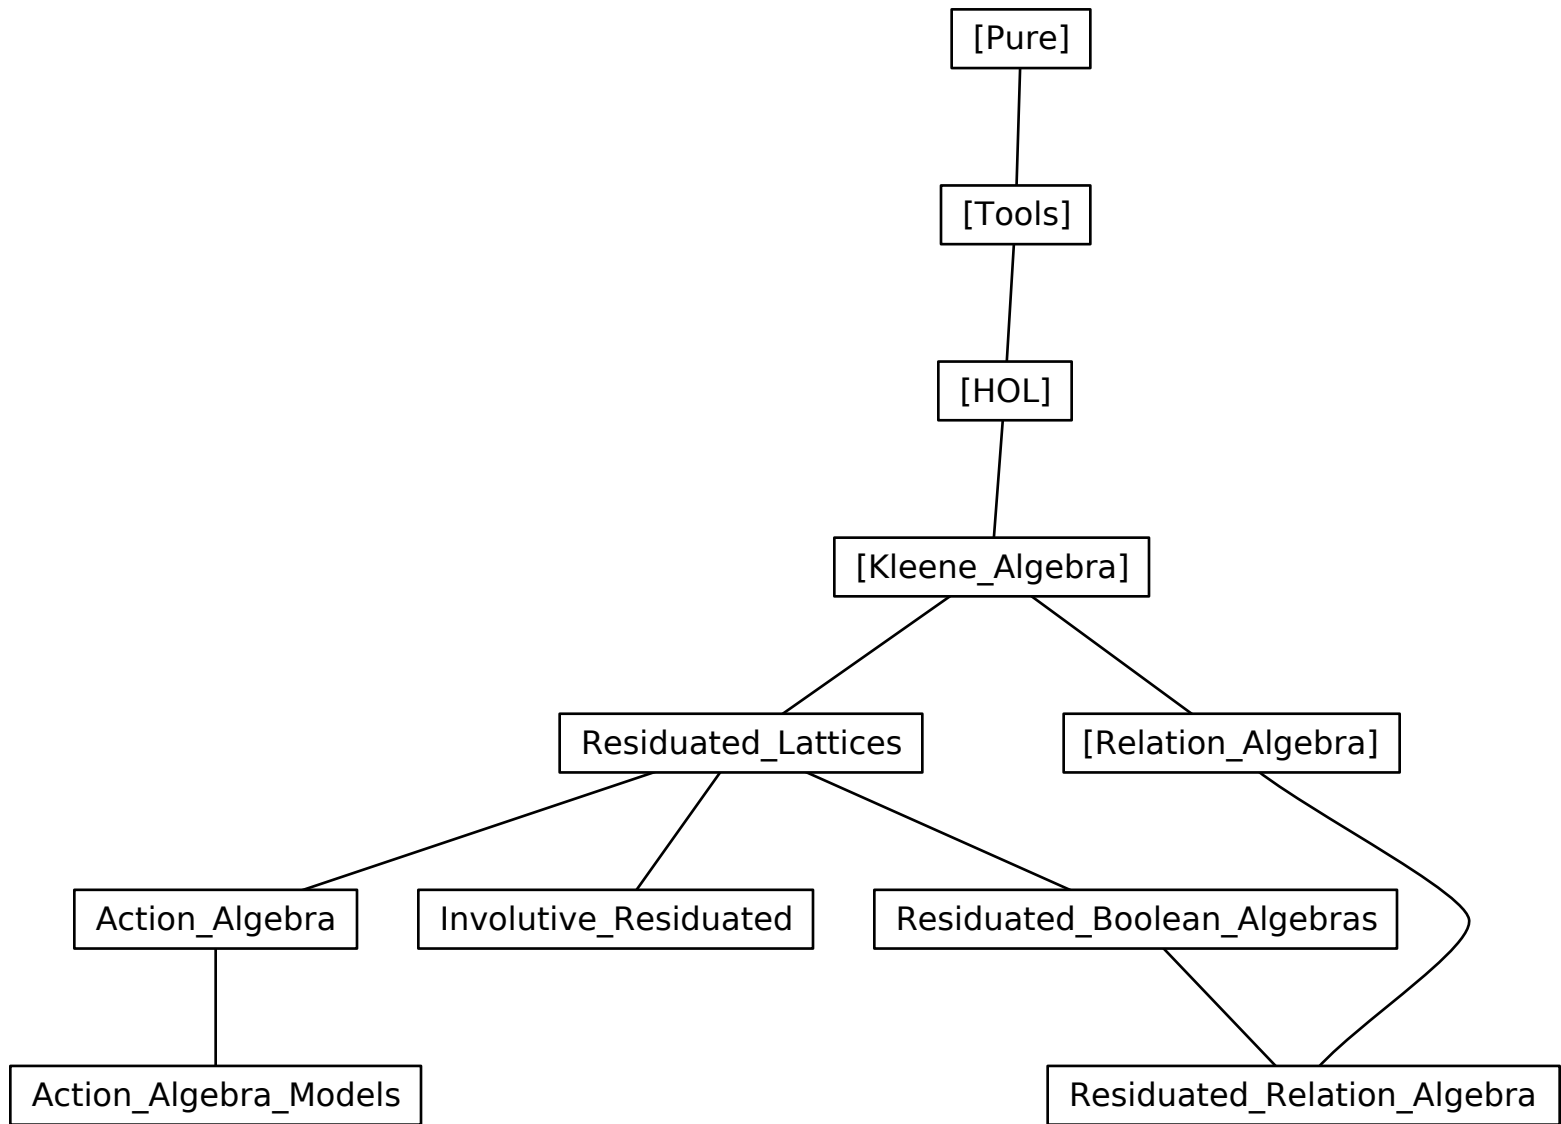 [Pure]
[Tools]
[HOL]
[Kleene_Algebra]
Residuated_Lattices
[Relation_Algebra]
Action_Algebra
Involutive_Residuated
Residuated_Boolean_Algebras
Action_Algebra_Models
Residuated_Relation_Algebra